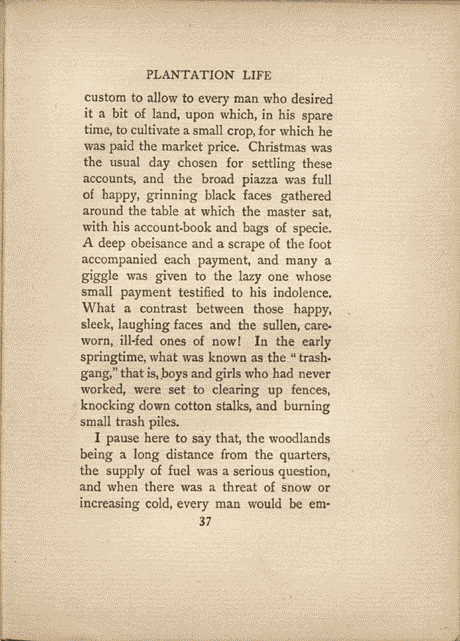 PLANTATION LIFE
custom to allow to every man who desired
it a bit of land, upon which, in his spare
time, to cultivate a small crop, for which he
was paid the market price. Christmas was
the usual day chosen for settling these
accounts, and the broad piazza was full
of happy, grinning black faces gathered
around the table at which the master sat,
with his account-book and bags of specie.
A deep obeisance and a scrape of the foot
accompanied each payment, and many a
giggle was given to the lazy one whose
small payment testified to his indolence.
What a contrast between those happy,
sleek, laughing faces and the sullen, care-
worn, ill-fed ones of now! In the early
springtime, what was known as the "trash-
gang," that is, boys and girls who had never
worked, were set to clearing up fences,
knocking down cotton stalks, and burning
small trash piles.
I pause here to say that, the woodlands
being a long distance from the quarters,
the supply of fuel was a serious question,
and when there was a threat of snow or
increasing cold, every man would be em-
37